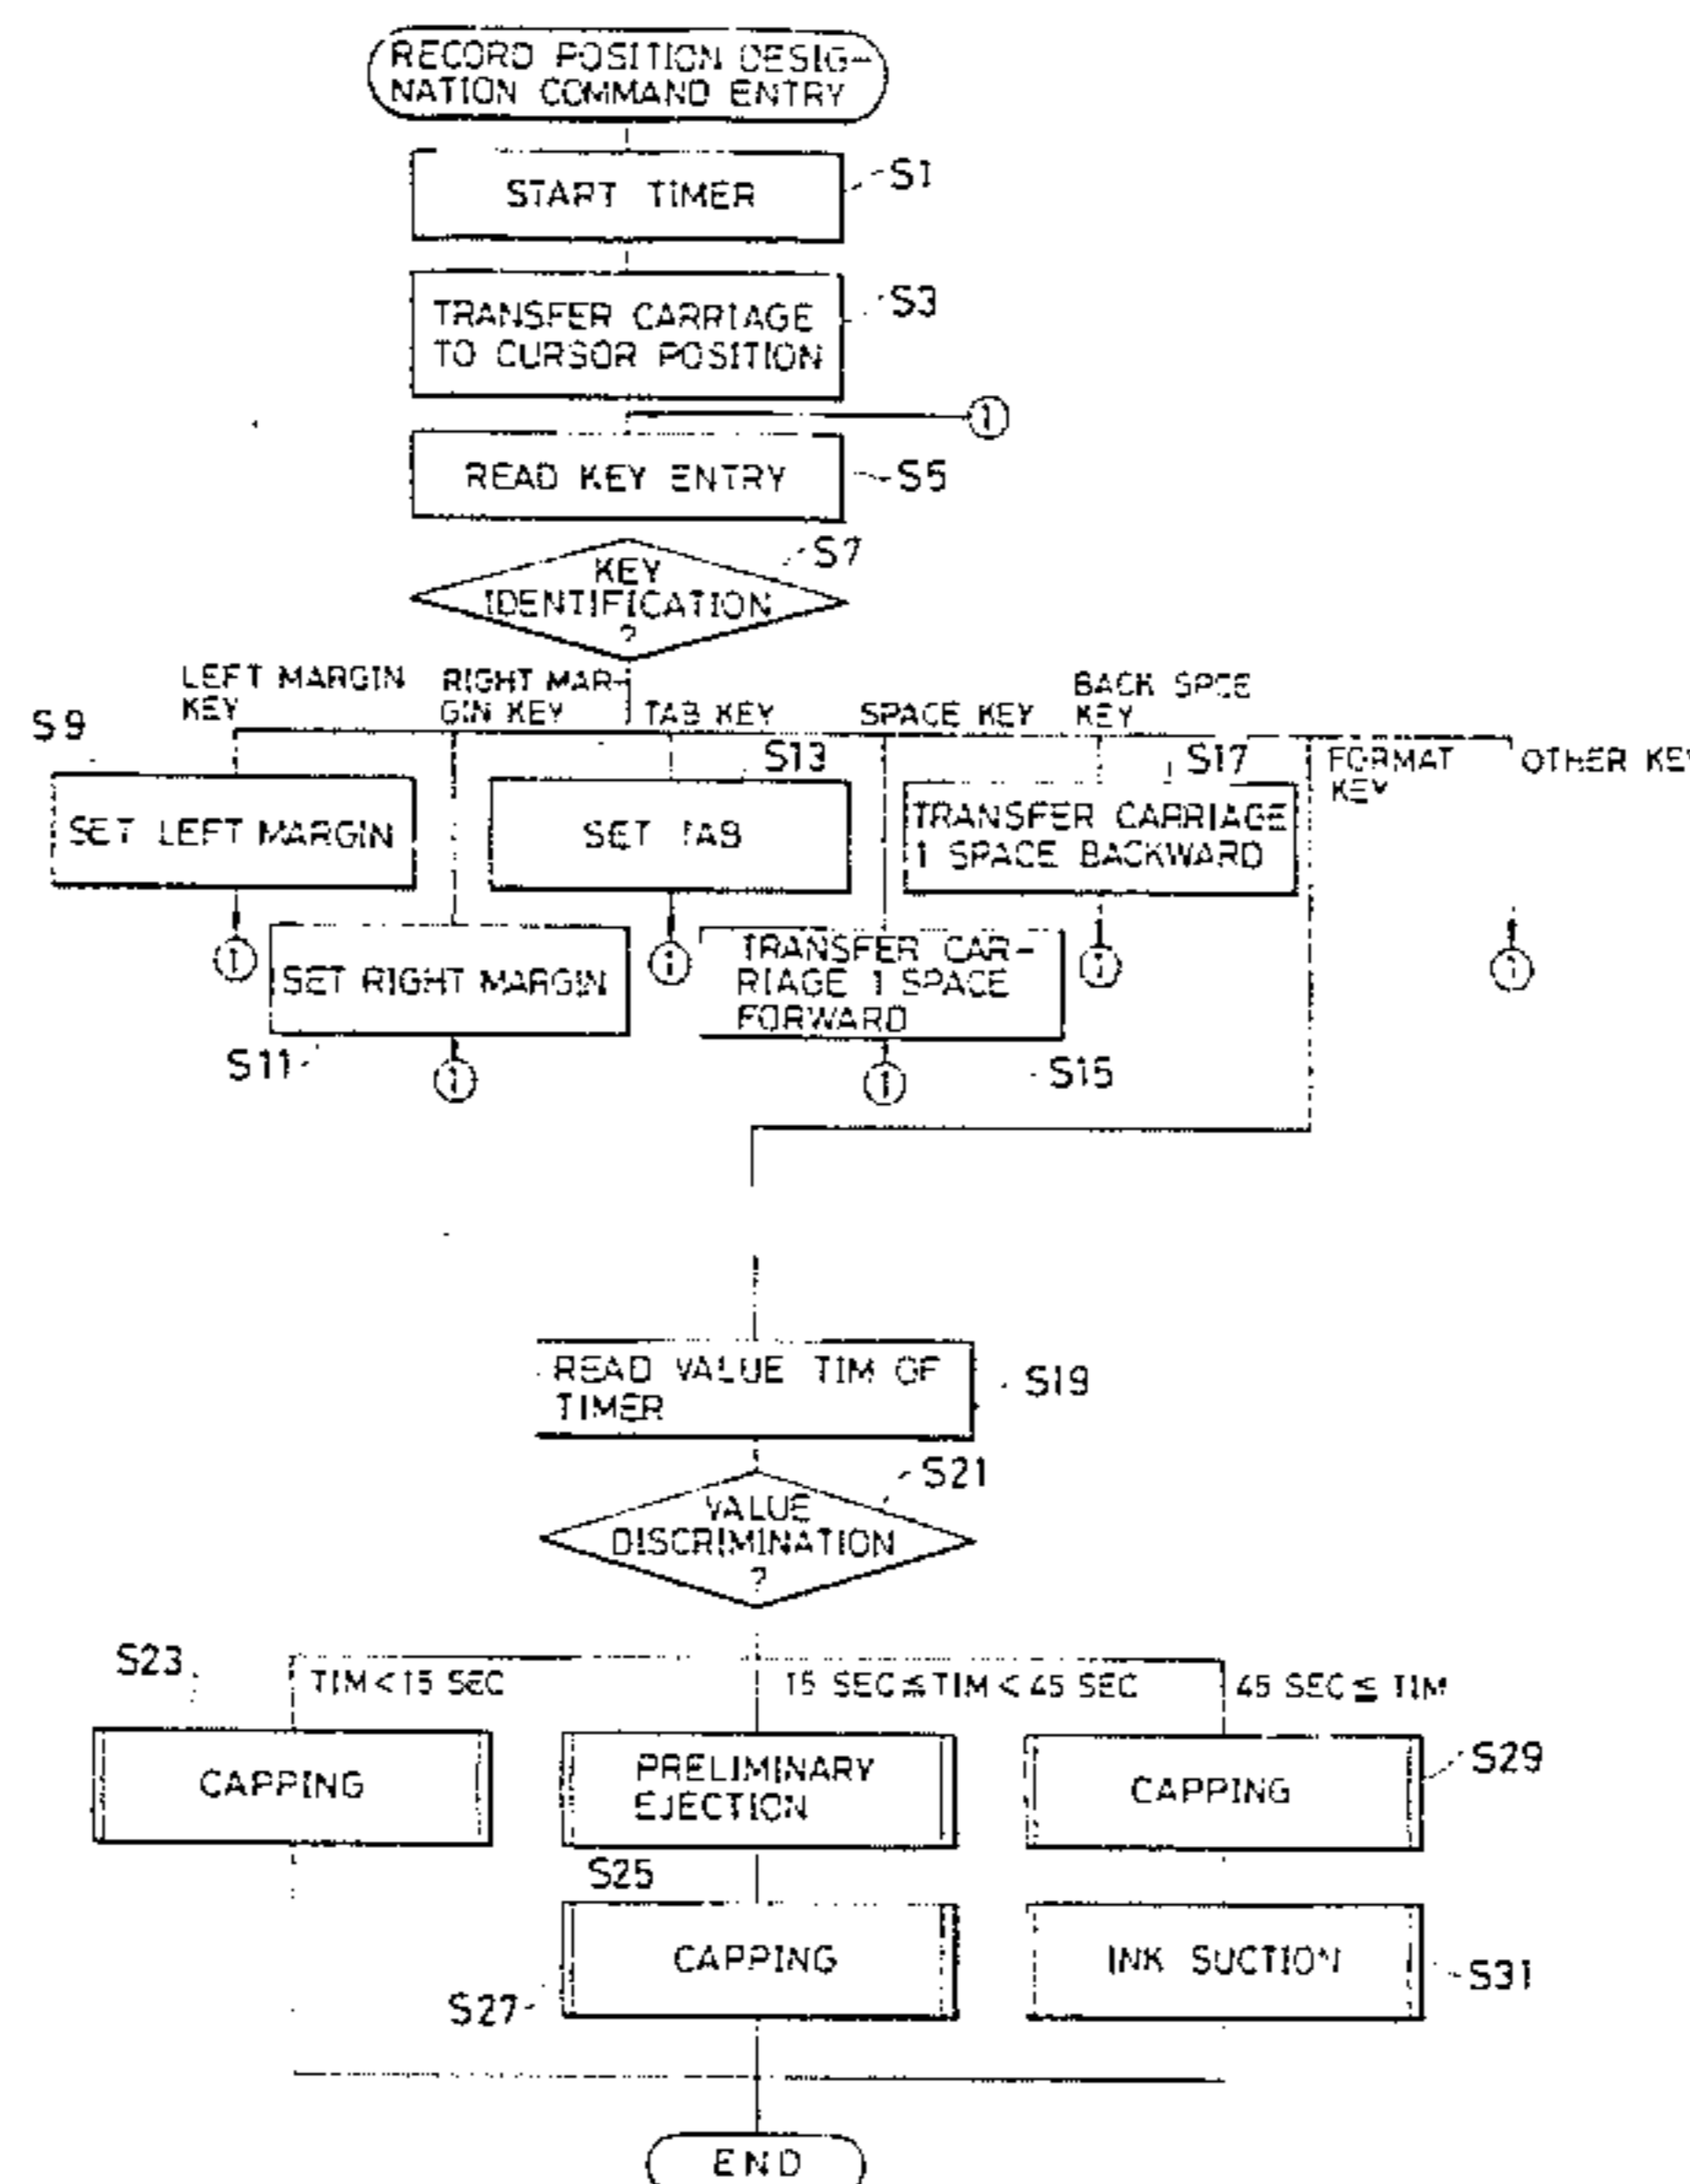 RECORD POSITION DESIG-
NATION COMMAND ENTRY
START TIMER
S1
TRANSFER CARRIAGE
TO CURSOR POSITION
S3
1
READ KEY ENTRY
S5
KEY
IDENTIFICATION
?
S7
LEFT MARGIN
KEY
RIGHT MAR-
GIN KEY
TAB KEY
SPACE KEY
BACK SPCE
KEY
FORMAT
KEY
OTHER KEY
S9
SET LEFT MARGIN
1
SET RIGHT MARGIN
S11
1
S13
SET TAB
1
TRANSFER CAR-
RIAGE 1 SPACE
FORWARD
S15
1
S17
TRANSFER CARRIAGE
1 SPACE BACKWARD
1
1
READ VALUE TIM OF
TIMER
S19
VALUE
DISCRIMINATION
?
S21
S23
TIM < 15 SEC
15 SEC ≦ TIM < 45 SEC
45 SEC ≦ TIM
CAPPING
PRELIMINARY
EJECTION
S25
CAPPING
S29
CAPPING
S27
INK SUCTION
S31
END